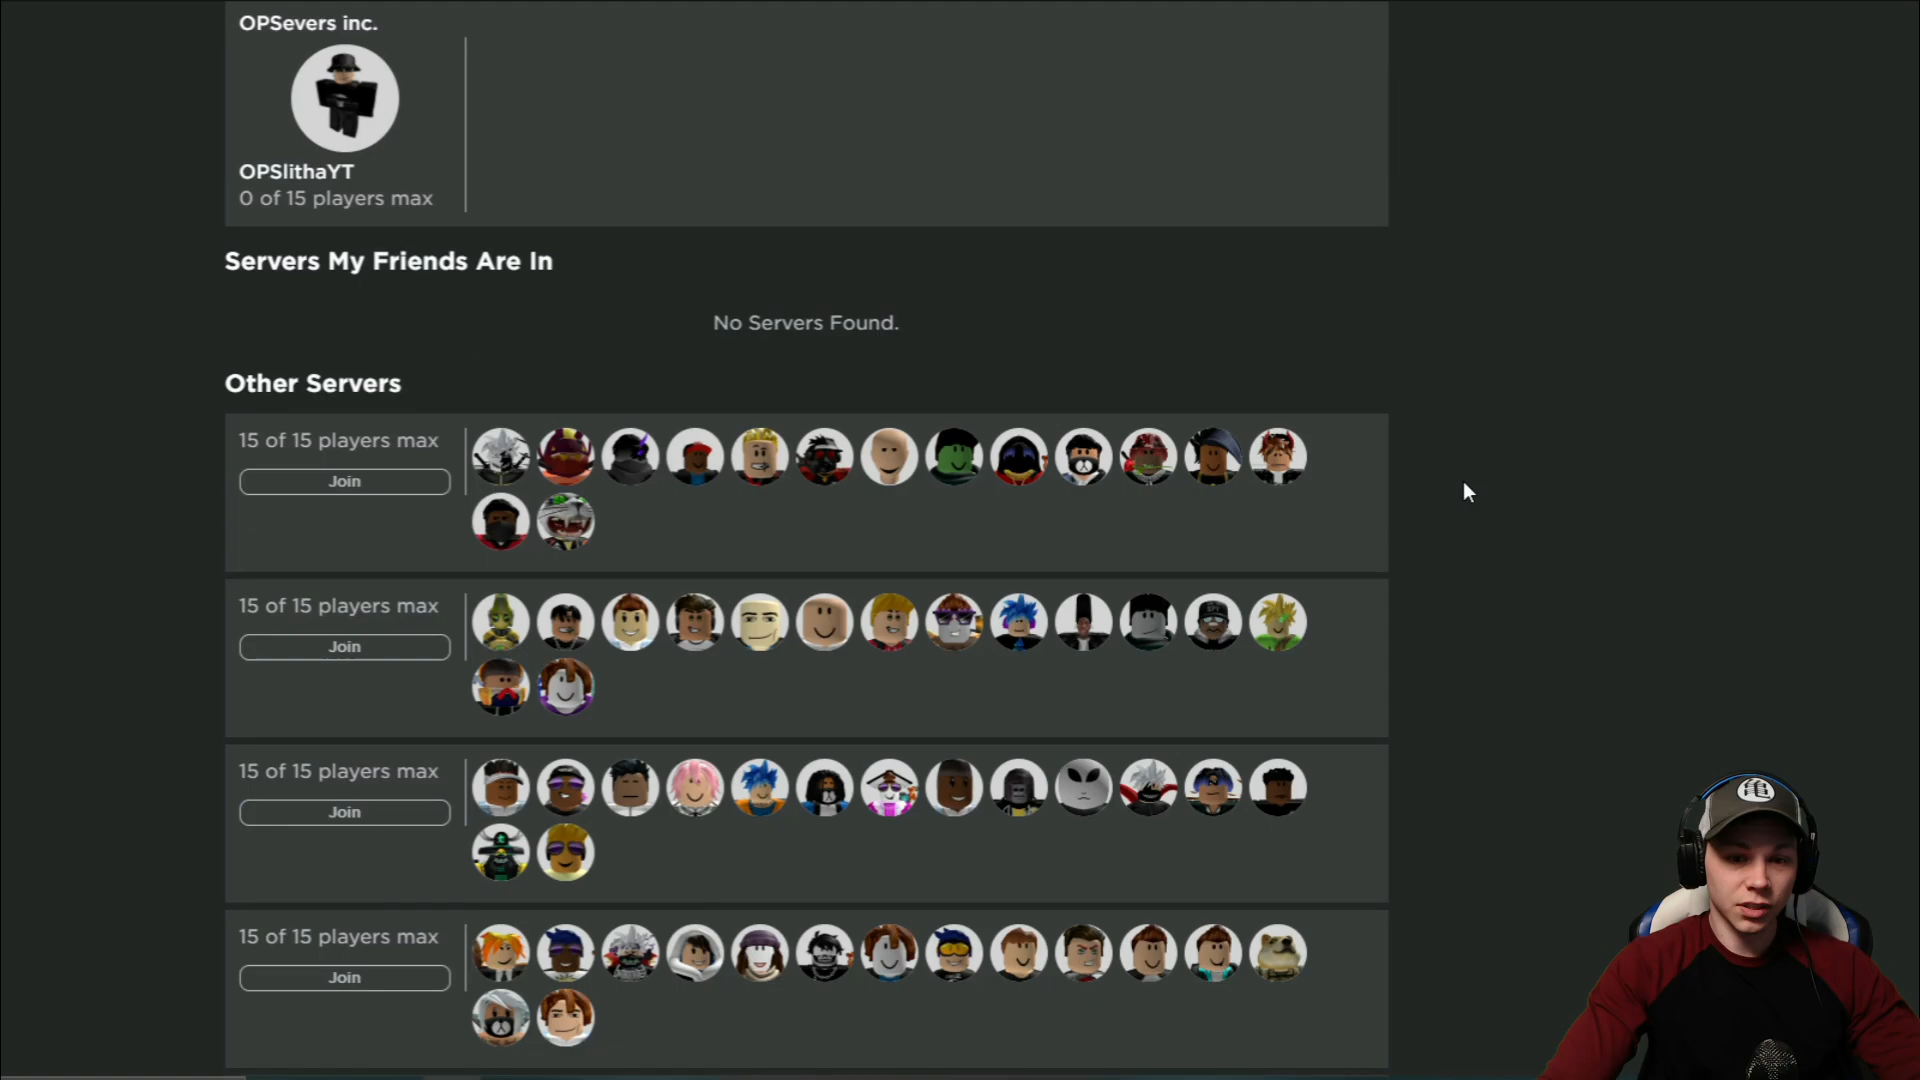 OPSevers inc.
OPSlithaYT
0 of 15 players max
Servers My Friends Are In
No Servers Found.
Other Servers
15 of 15 players max
Join
15 of 15 players max
Join
15 of 15 players max
Join
15 of 15 players max
Join